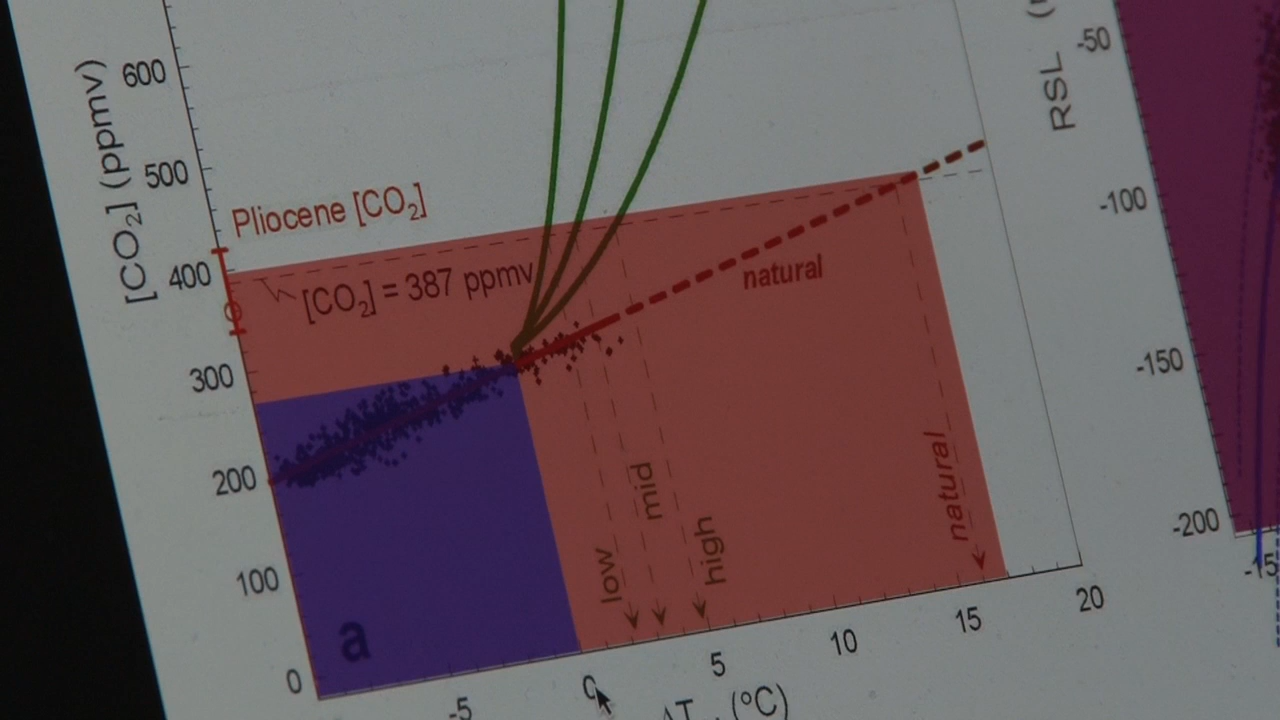 [CO₂] (ppmv)
600
500
400
300
200
100
0
Pliocene [CO₂]
[CO₂] = 387 ppmv
natural
low
mid
high
natural
a
-5
0
5
10
15
20
(°C)
RSL
-50
-100
-150
-200